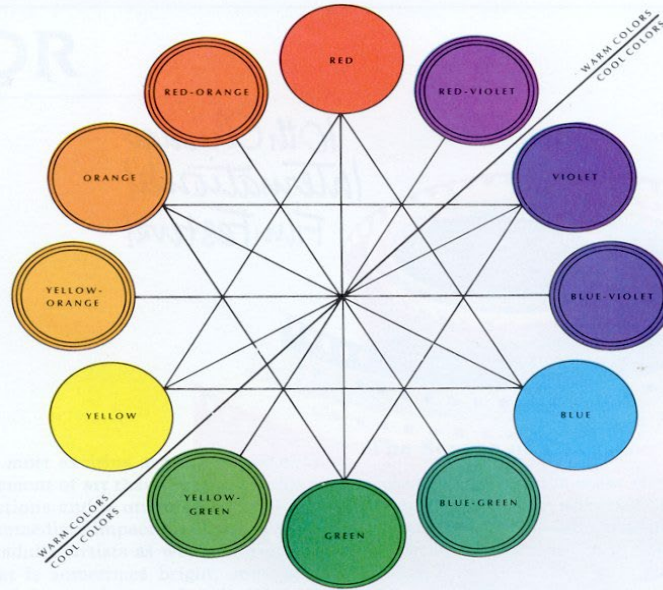 RED
RED-ORANGE
RED-VIOLET
WARM COLORS
COOL COLORS
ORANGE
VIOLET
YELLOW-
ORANGE
BLUE-VIOLET
YELLOW
BLUE
YELLOW-
GREEN
BLUE-GREEN
GREEN
WARM COLORS
COOL COLORS